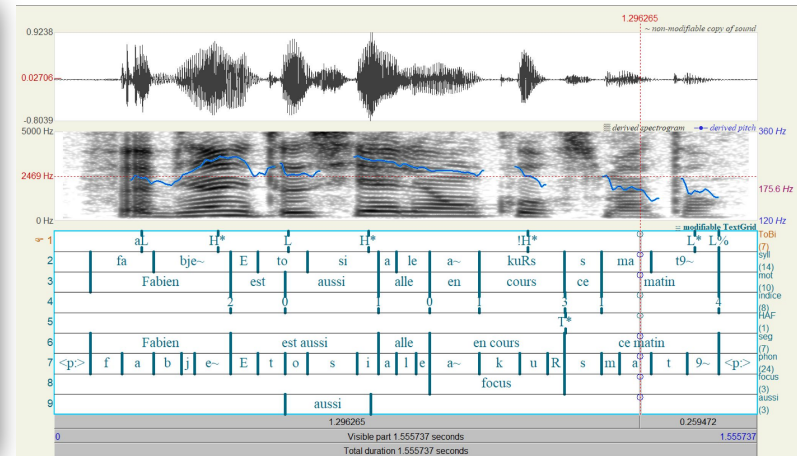 1.296265
0.9238
~ non-modifiable copy of sound
0.02706
-0.8039
5000 Hz
derived spectrogram derived pitch
360 Hz
2469 Hz
175.6 Hz
0 Hz
120 Hz
modifiable TextGrid
1 aL H* L H* !H* L* L% ToBi (7)
2 fa bje~ E to si a le a~ kuRs s ma t9~ syll (14)
3 Fabien est aussi alle en cours ce matin mot (10)
4 2 0 1 0 3 1 4 indice (8)
5 T* HAF (1)
6 Fabien est aussi alle en cours ce matin seg (7)
7 <p:> f a b j e~ E t o s i a l e a~ k u R s m a t 9~ <p:> phon (24)
8 focus focus (3)
9 aussi aussi (3)
1.296265 0.259472
0 Visible part 1.555737 seconds 1.555737
Total duration 1.555737 seconds